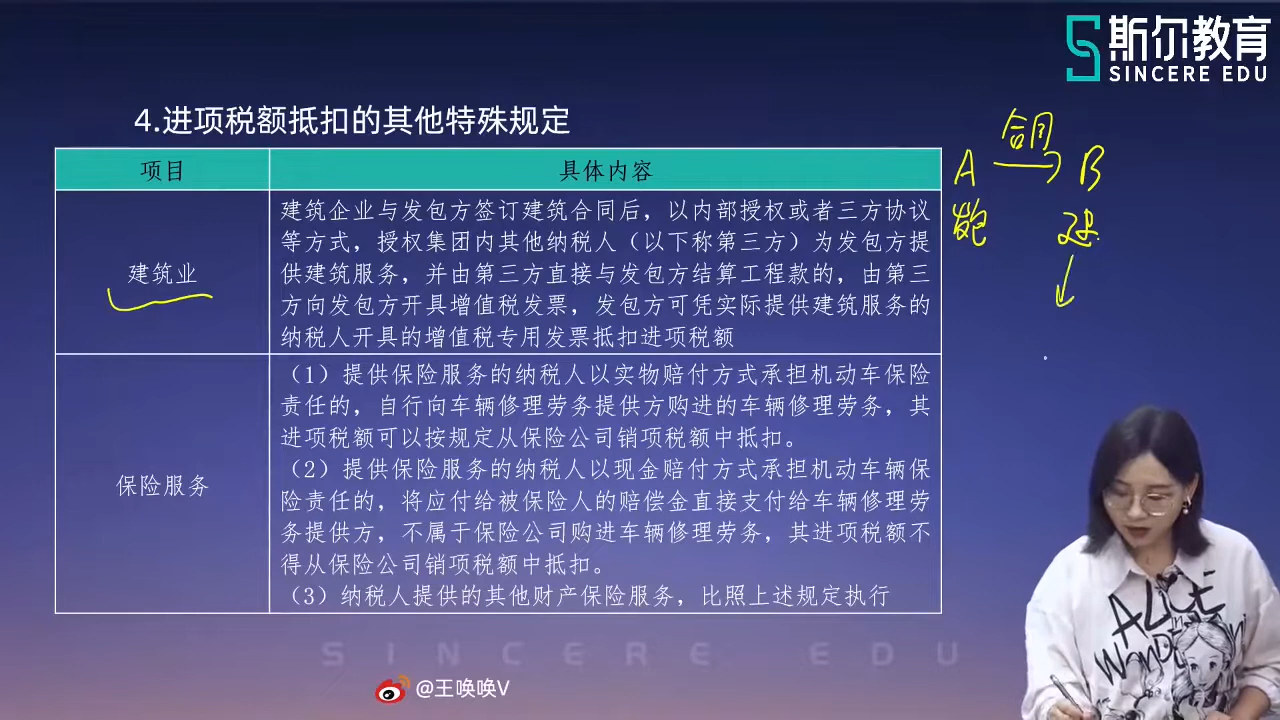 斯尔教育
SINCERE EDU
4.进项税额抵扣的其他特殊规定
项目 具体内容
建筑业
建筑企业与发包方签订建筑合同后，以内部授权或者三方协议
等方式，授权集团内其他纳税人（以下称第三方）为发包方提
供建筑服务，并由第三方直接与发包方结算工程款的，由第三
方向发包方开具增值税发票，发包方可凭实际提供建筑服务的
纳税人开具的增值税专用发票抵扣进项税额
保险服务
（1）提供保险服务的纳税人以实物赔付方式承担机动车保险
责任的，自行向车辆修理劳务提供方购进的车辆修理劳务，其
进项税额可以按规定从保险公司销项税额中抵扣。
（2）提供保险服务的纳税人以现金赔付方式承担机动车辆保
险责任的，将应付给被保险人的赔偿金直接支付给车辆修理劳
务提供方，不属于保险公司购进车辆修理劳务，其进项税额不
得从保险公司销项税额中抵扣。
（3）纳税人提供的其他财产保险服务，比照上述规定执行
合同
A B
建
SINCERE EDU
@王唤唤V
ALICE
in
WONDERLAND